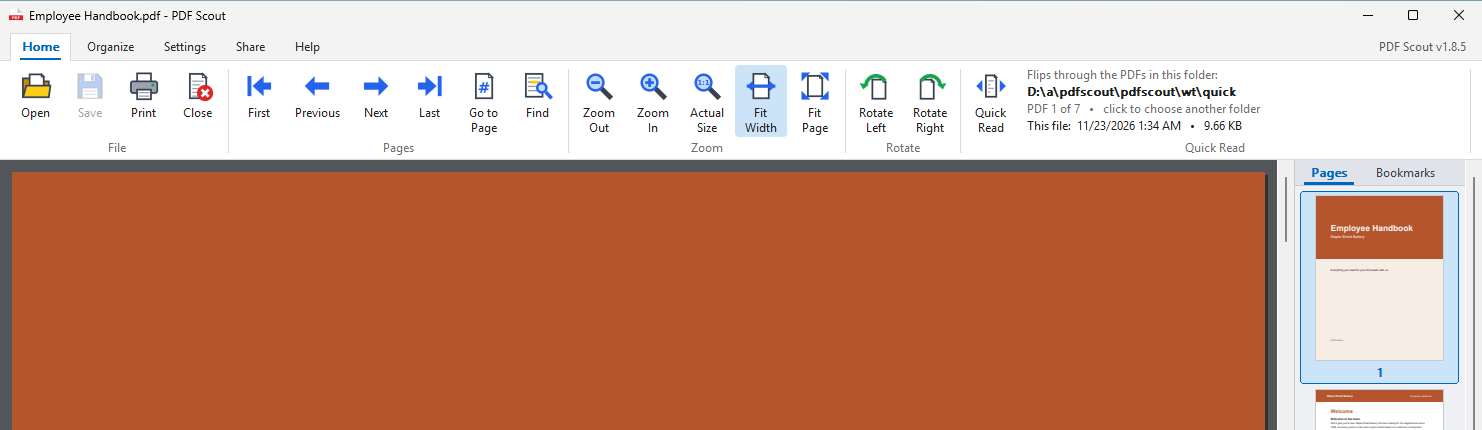 Employee Handbook.pdf - PDF Scout
Home Organize Settings Share Help PDF Scout v1.8.5
Open Save Print Close
File
First Previous Next Last Go to Page Find
Pages
Zoom Out Zoom In Actual Size Fit Width Fit Page
Zoom
Rotate Left Rotate Right
Rotate
Quick Read
Flips through the PDFs in this folder:
D:\a\pdfscout\pdfscout\wt\quick
PDF 1 of 7 • click to choose another folder
This file: 11/23/2026 1:34 AM • 9.66 KB
Quick Read
Pages Bookmarks
Employee Handbook
Maple Street Bakery
1
Welcome
Welcome to the team